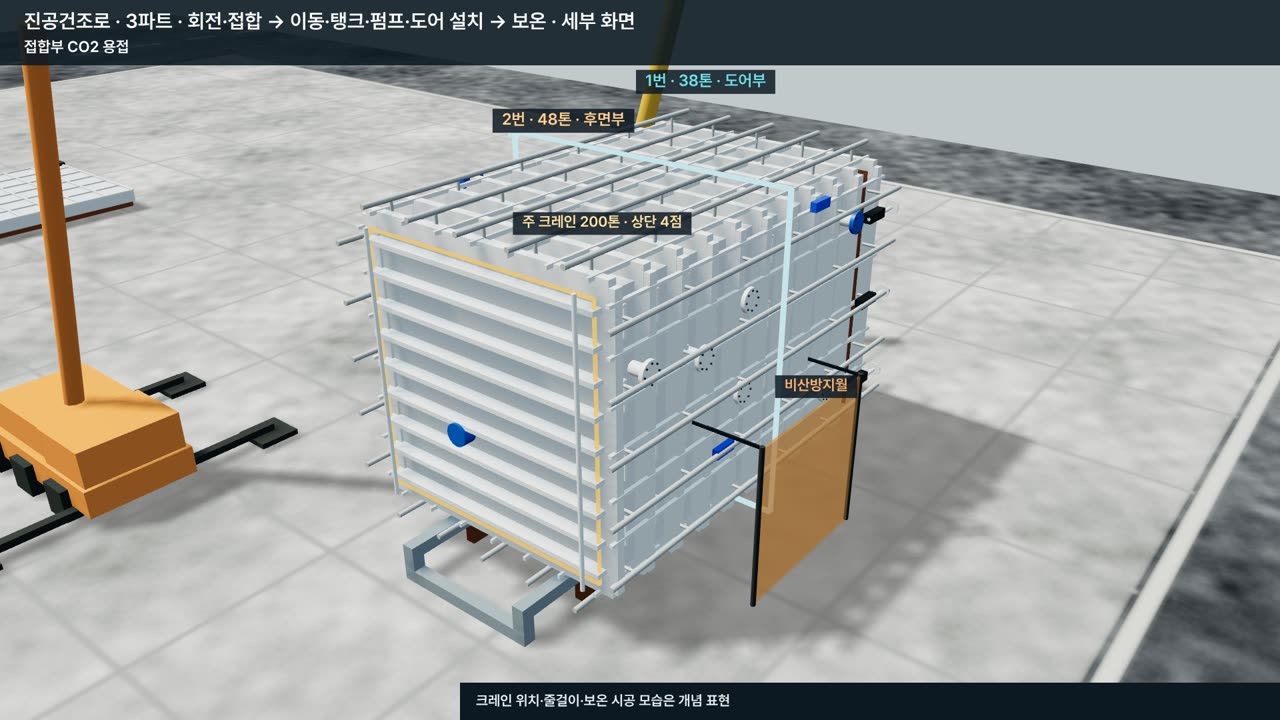 진공건조로 · 3파트 · 회전·접합 → 이동·탱크·펌프·도어 설치 → 보온 · 세부 화면
접합부 CO2 용접
1번 · 38톤 · 도어부
2번 · 48톤 · 후면부
주 크레인 200톤 · 상단 4점
비산방지월
크레인 위치·줄걸이·보온 시공 모습은 개념 표현